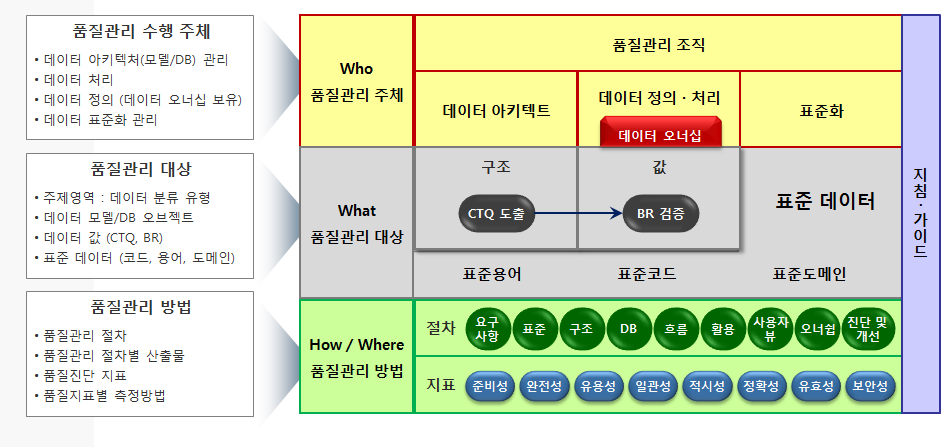 품질관리 수행 주체
• 데이터 아키텍처(모델/DB) 관리
• 데이터 처리
• 데이터 정의 (데이터 오너십 보유)
• 데이터 표준화 관리
품질관리 대상
• 주제영역 : 데이터 분류 유형
• 데이터 모델/DB 오브젝트
• 데이터 값 (CTQ, BR)
• 표준 데이터 (코드, 용어, 도메인)
품질관리 방법
• 품질관리 절차
• 품질관리 절차별 산출물
• 품질진단 지표
• 품질지표별 측정방법
Who
품질관리 주체
품질관리 조직
데이터 아키텍트
데이터 정의 · 처리
데이터 오너십
표준화
What
품질관리 대상
구조
값
CTQ 도출
BR 검증
표준 데이터
표준용어
표준코드
표준도메인
How / Where
품질관리 방법
절차
요구
사항
표준
구조
DB
흐름
활용
사용자
뷰
오너쉽
진단 및
개선
지표
준비성
완전성
유용성
일관성
적시성
정확성
유효성
보안성
지침 · 가이드